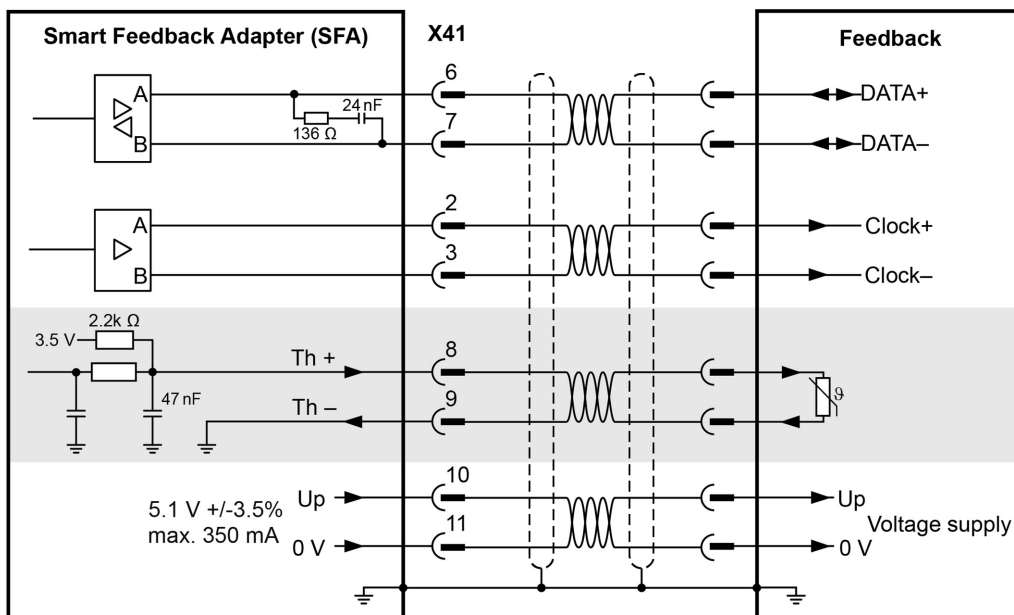 Smart Feedback Adapter (SFA)
X41
Feedback
A
B
136 Ω
24 nF
6
7
DATA+
DATA–
A
B
2
3
Clock+
Clock–
2.2k Ω
3.5 V
47 nF
Th +
Th –
8
9
ϑ
5.1 V +/-3.5%
max. 350 mA
Up
0 V
10
11
Up
Voltage supply
0 V